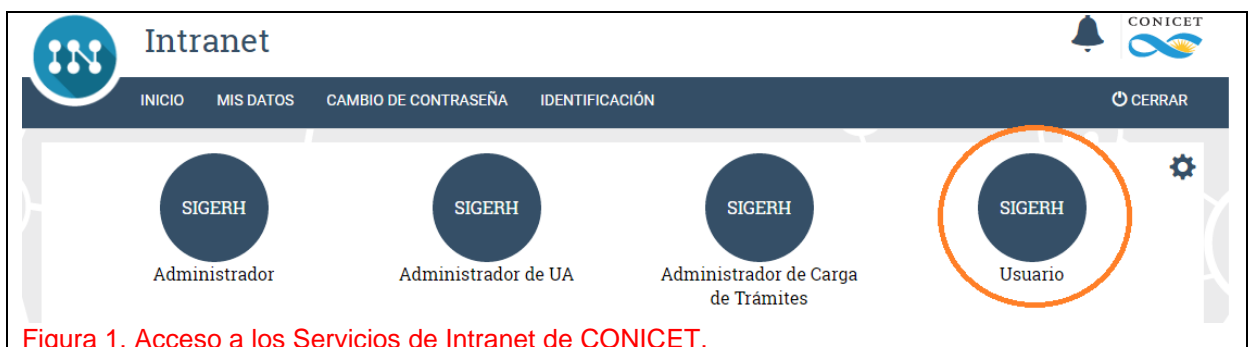 IN
Intranet
CONICET
INICIO MIS DATOS CAMBIO DE CONTRASEÑA IDENTIFICACIÓN CERRAR
SIGERH SIGERH SIGERH SIGERH
Administrador Administrador de UA Administrador de Carga Usuario
de Trámites
Figura 1. Acceso a los Servicios de Intranet de CONICET.